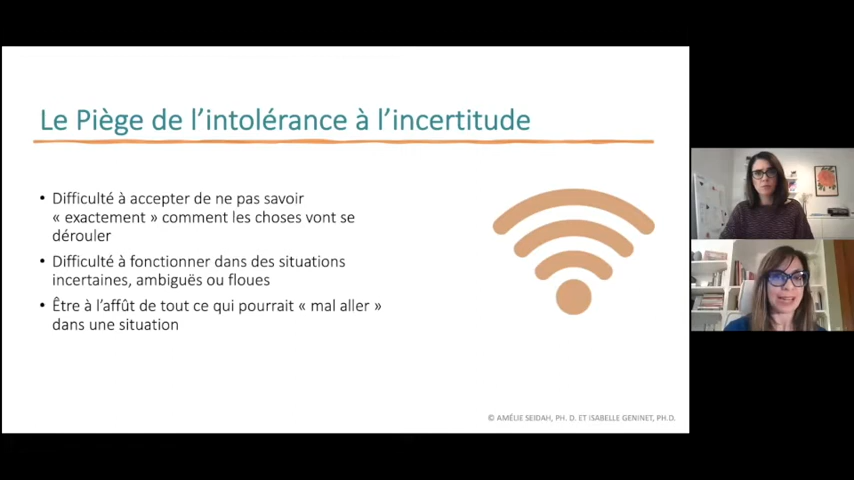 Le Piège de l’intolérance à l’incertitude
• Difficulté à accepter de ne pas savoir
« exactement » comment les choses vont se
dérouler
• Difficulté à fonctionner dans des situations
incertaines, ambiguës ou floues
• Être à l’affût de tout ce qui pourrait « mal aller »
dans une situation
© AMÉLIE SEIDAH, PH. D. ET ISABELLE GENINET, PH.D.